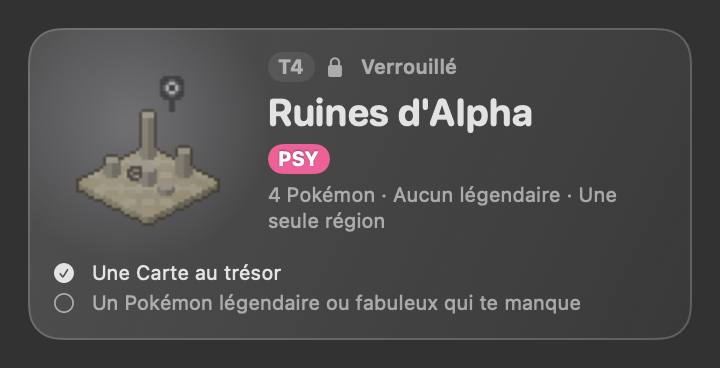 T4 Verrouillé
Ruines d'Alpha
PSY
4 Pokémon · Aucun légendaire · Une
seule région
Une Carte au trésor
Un Pokémon légendaire ou fabuleux qui te manque